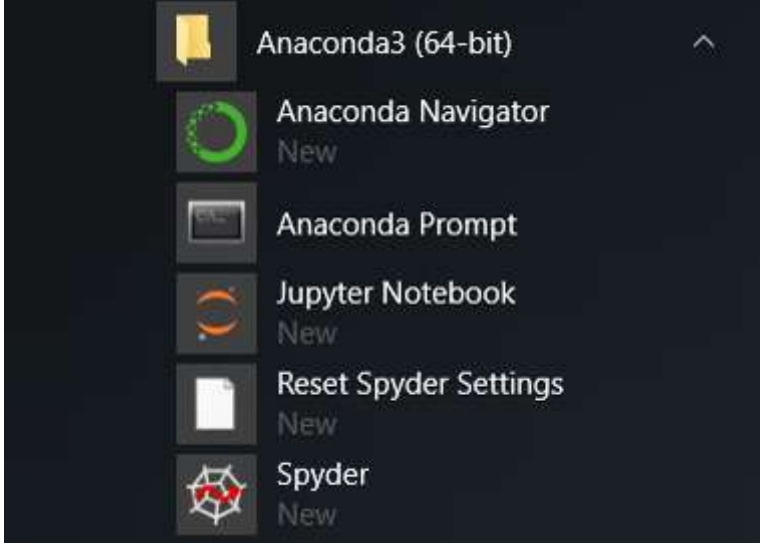 Anaconda3 (64-bit)
Anaconda Navigator
New
Anaconda Prompt
Jupyter Notebook
New
Reset Spyder Settings
New
Spyder
New